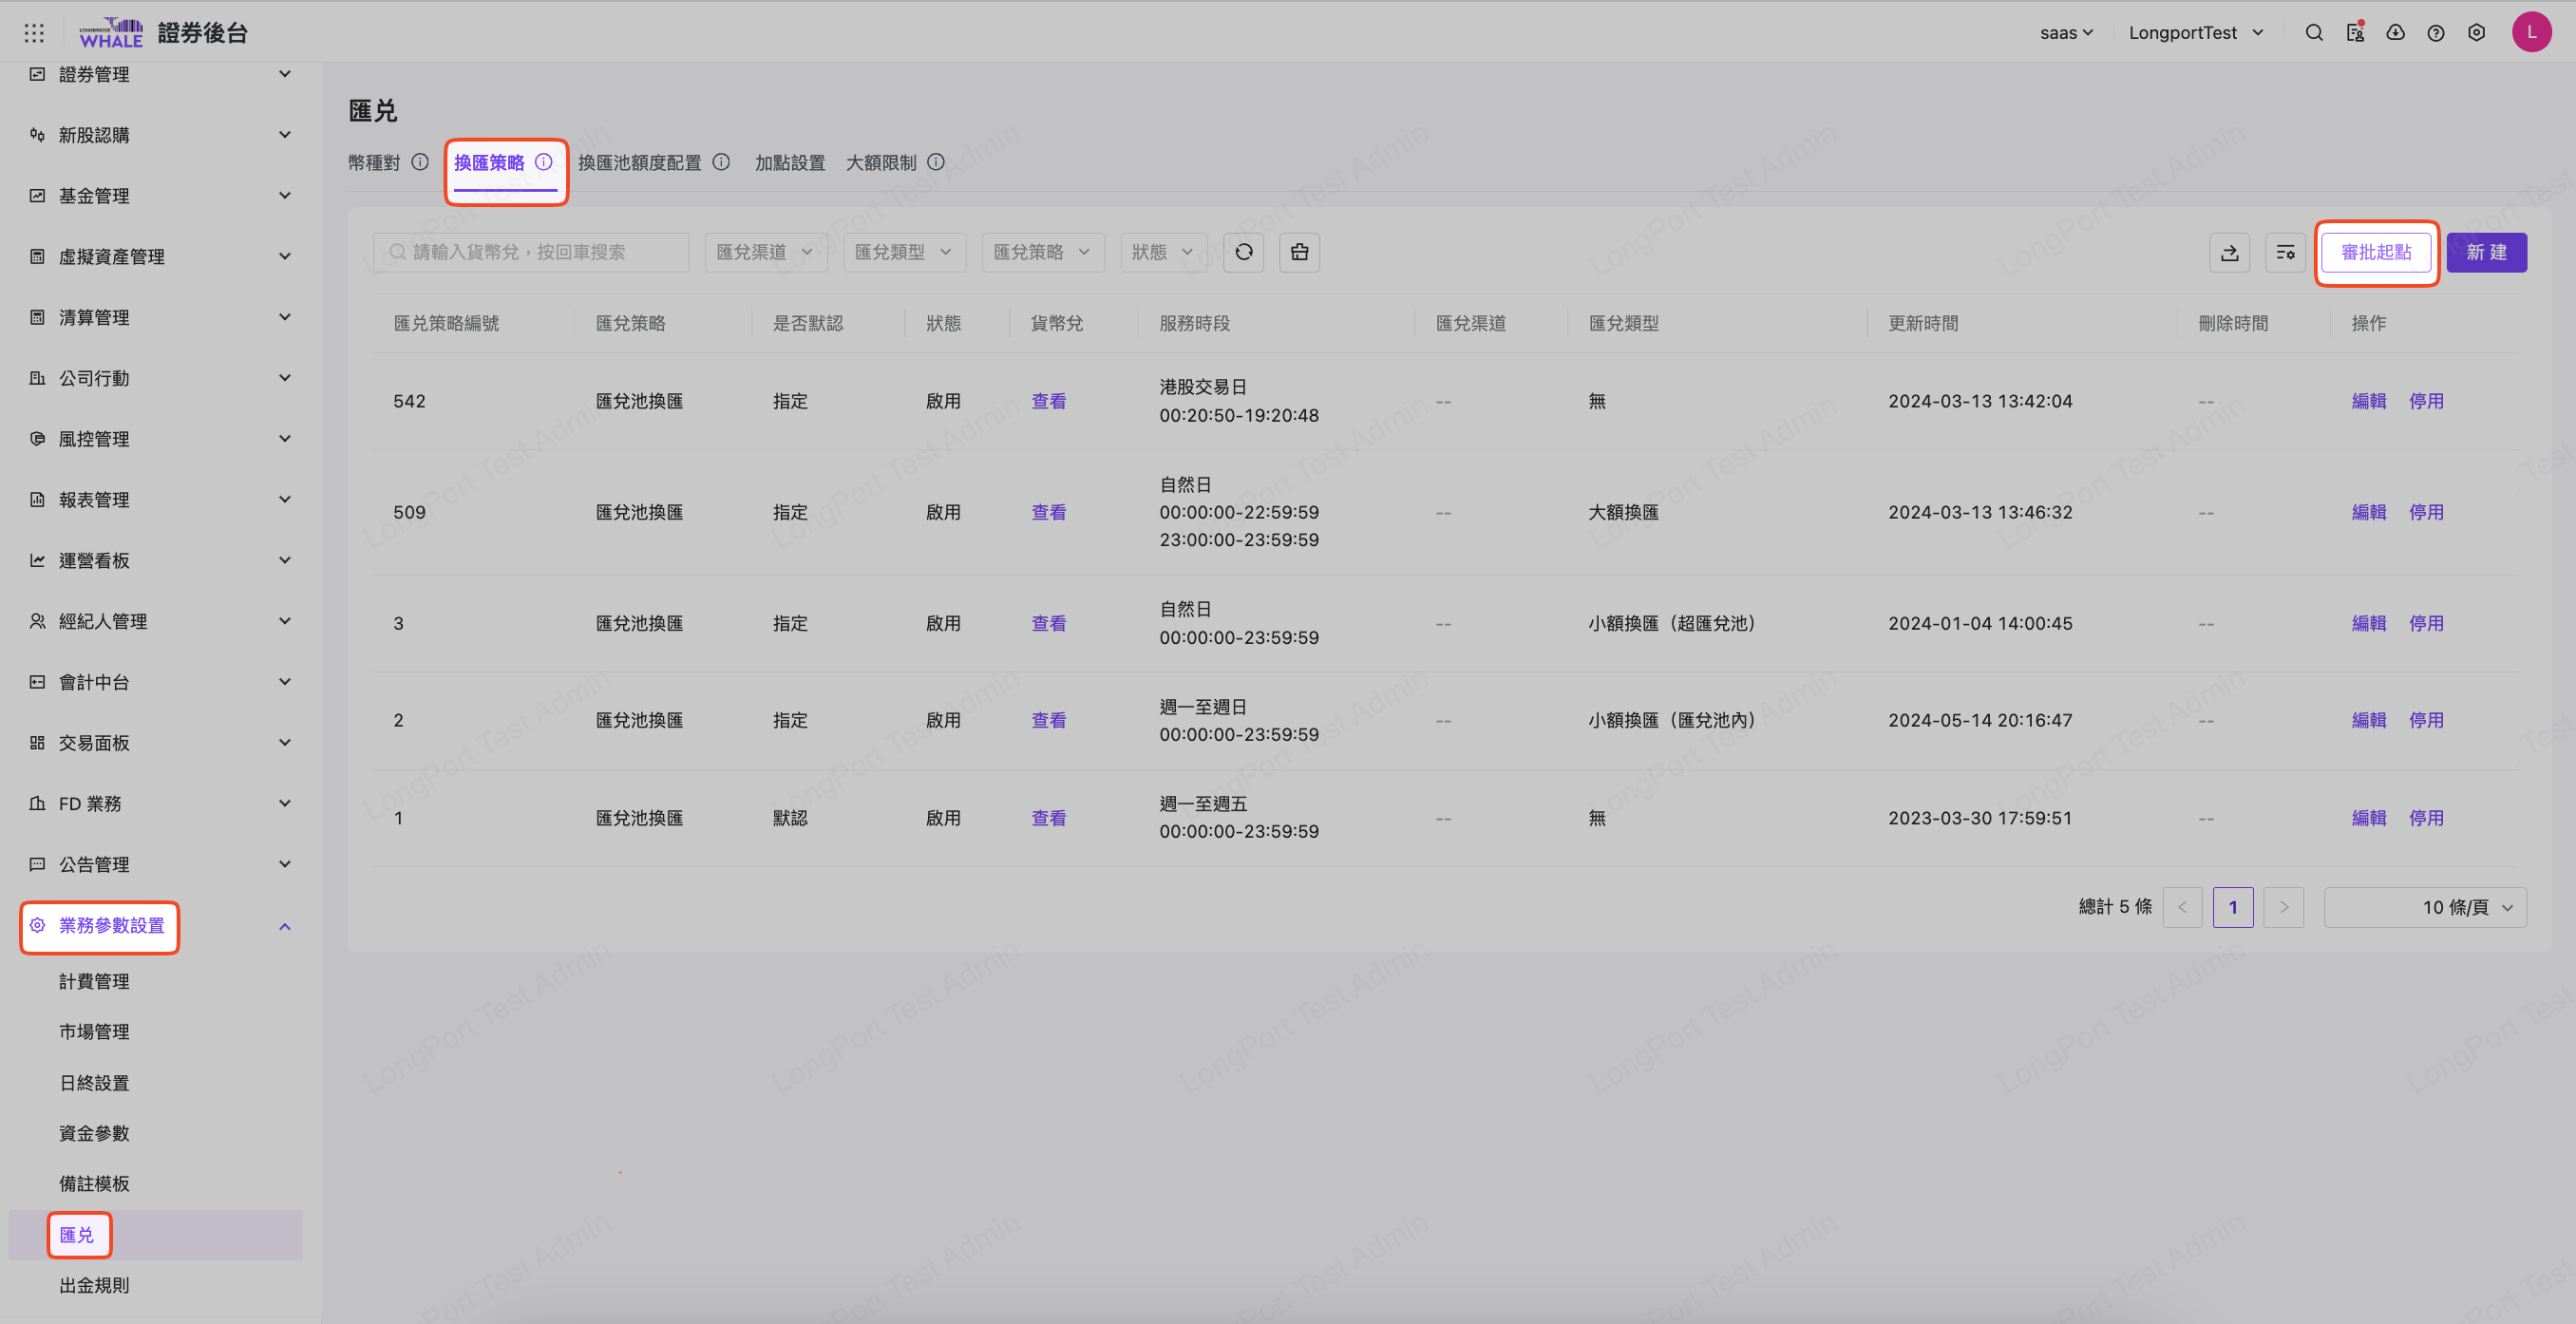 LONGBRIDGE
WHALE
證券後台
saas
LongportTest
L
證券管理
新股認購
基金管理
虛擬資產管理
清算管理
公司行動
風控管理
報表管理
運營看板
經紀人管理
會計中台
交易面板
FD 業務
公告管理
業務參數設置
計費管理
市場管理
日終設置
資金參數
備註模板
匯兌
出金規則
匯兌
幣種對 換匯策略 換匯池額度配置 加點設置 大額限制
請輸入貨幣兌，按回車搜索 匯兌渠道 匯兌類型 匯兌策略 狀態 審批起點 新 建
匯兌策略編號 匯兌策略 是否默認 狀態 貨幣兌 服務時段 匯兌渠道 匯兌類型 更新時間 刪除時間 操作
542 匯兌池換匯 指定 啟用 查看 港股交易日 -- 無 2024-03-13 13:42:04 -- 編輯 停用
00:20:50-19:20:48
509 匯兌池換匯 指定 啟用 查看 自然日 -- 大額換匯 2024-03-13 13:46:32 -- 編輯 停用
00:00:00-22:59:59
23:00:00-23:59:59
3 匯兌池換匯 指定 啟用 查看 自然日 -- 小額換匯（超匯兌池） 2024-01-04 14:00:45 -- 編輯 停用
00:00:00-23:59:59
2 匯兌池換匯 指定 啟用 查看 週一至週日 -- 小額換匯（匯兌池內） 2024-05-14 20:16:47 -- 編輯 停用
00:00:00-23:59:59
1 匯兌池換匯 默認 啟用 查看 週一至週五 -- 無 2023-03-30 17:59:51 -- 編輯 停用
00:00:00-23:59:59
總計 5 條 < 1 > 10 條/頁
LongPort Test Admin